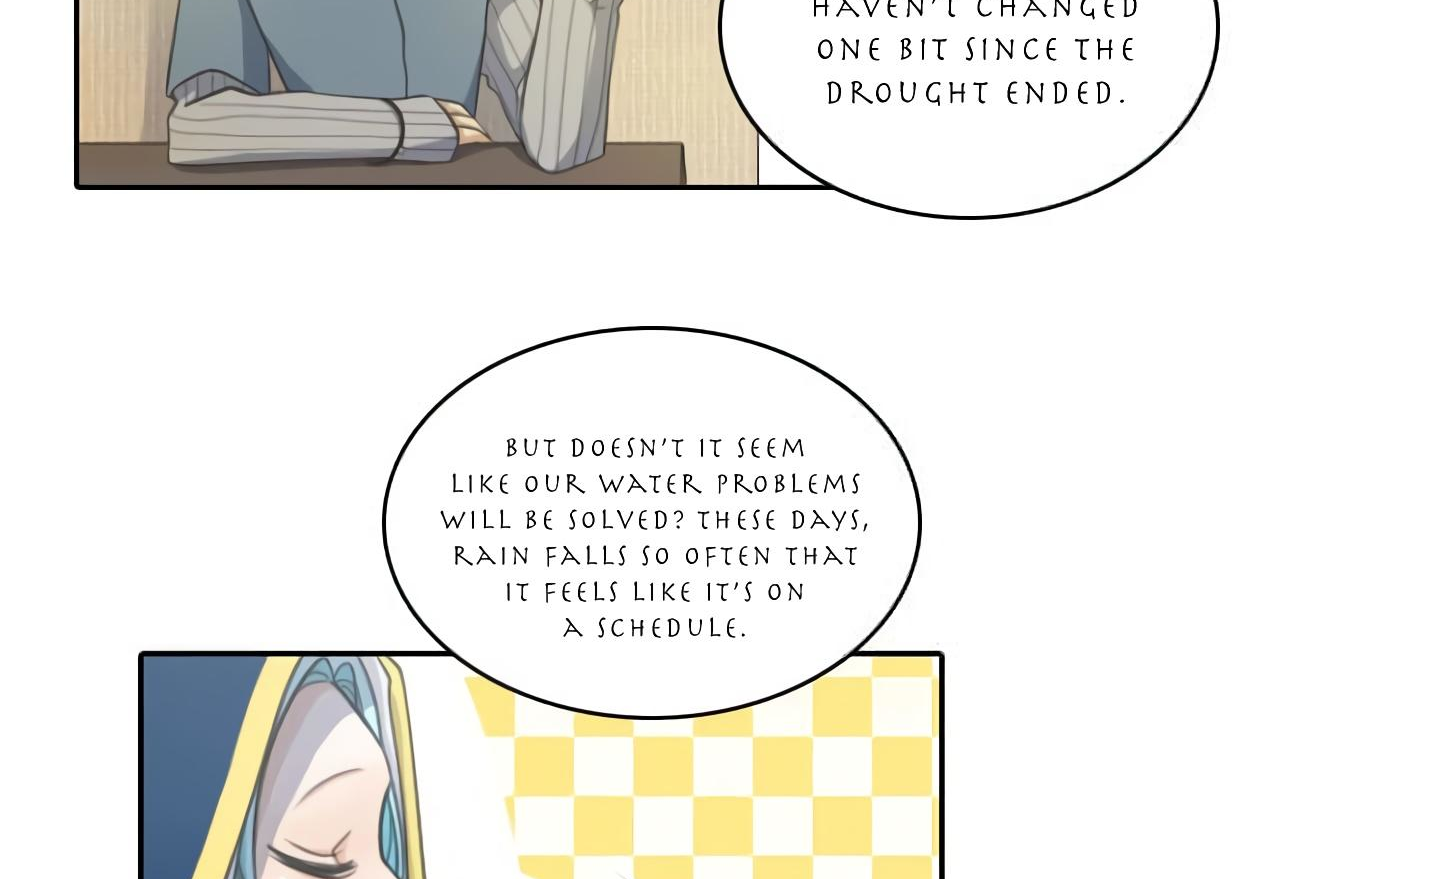 HAVEN'T CHANGED
ONE BIT SINCE THE
DROUGHT ENDED.
BUT DOESN'T IT SEEM
LIKE OUR WATER PROBLEMS
WILL BE SOLVED? THESE DAYS,
RAIN FALLS SO OFTEN THAT
IT FEELS LIKE IT'S ON
A SCHEDULE.